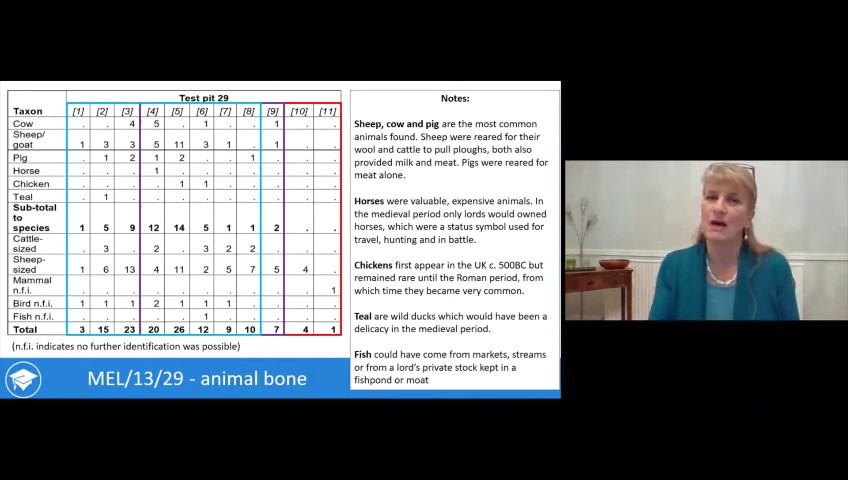 Test pit 29
Taxon [1] [2] [3] [4] [5] [6] [7] [8] [9] [10] [11]
Cow . . 4 5 . 1 . . 1 . .
Sheep/
goat 1 3 3 5 11 3 1 . 1 . .
Pig . 1 2 1 2 . . 1 . . .
Horse . . . 1 . . . . . . .
Chicken . . . . 1 1 . . . . .
Teal . 1 . . . . . . . . .
Sub-total
to
species 1 5 9 12 14 5 1 1 2 . .
Cattle-
sized . 3 . 2 . 3 2 2 . . .
Sheep-
sized 1 6 13 4 11 2 5 7 5 4 .
Mammal
n.f.i. . . . . . . . . . . 1
Bird n.f.i. 1 1 1 2 1 1 1 . . . .
Fish n.f.i. . . . . . 1 . . . . .
Total 3 15 23 20 26 12 9 10 7 4 1
(n.f.i. indicates no further identification was possible)
MEL/13/29 - animal bone
Notes:
Sheep, cow and pig are the most common
animals found. Sheep were reared for their
wool and cattle to pull ploughs, both also
provided milk and meat. Pigs were reared for
meat alone.
Horses were valuable, expensive animals. In
the medieval period only lords would owned
horses, which were a status symbol used for
travel, hunting and in battle.
Chickens first appear in the UK c. 500BC but
remained rare until the Roman period, from
which time they became very common.
Teal are wild ducks which would have been a
delicacy in the medieval period.
Fish could have come from markets, streams
or from a lord's private stock kept in a
fishpond or moat